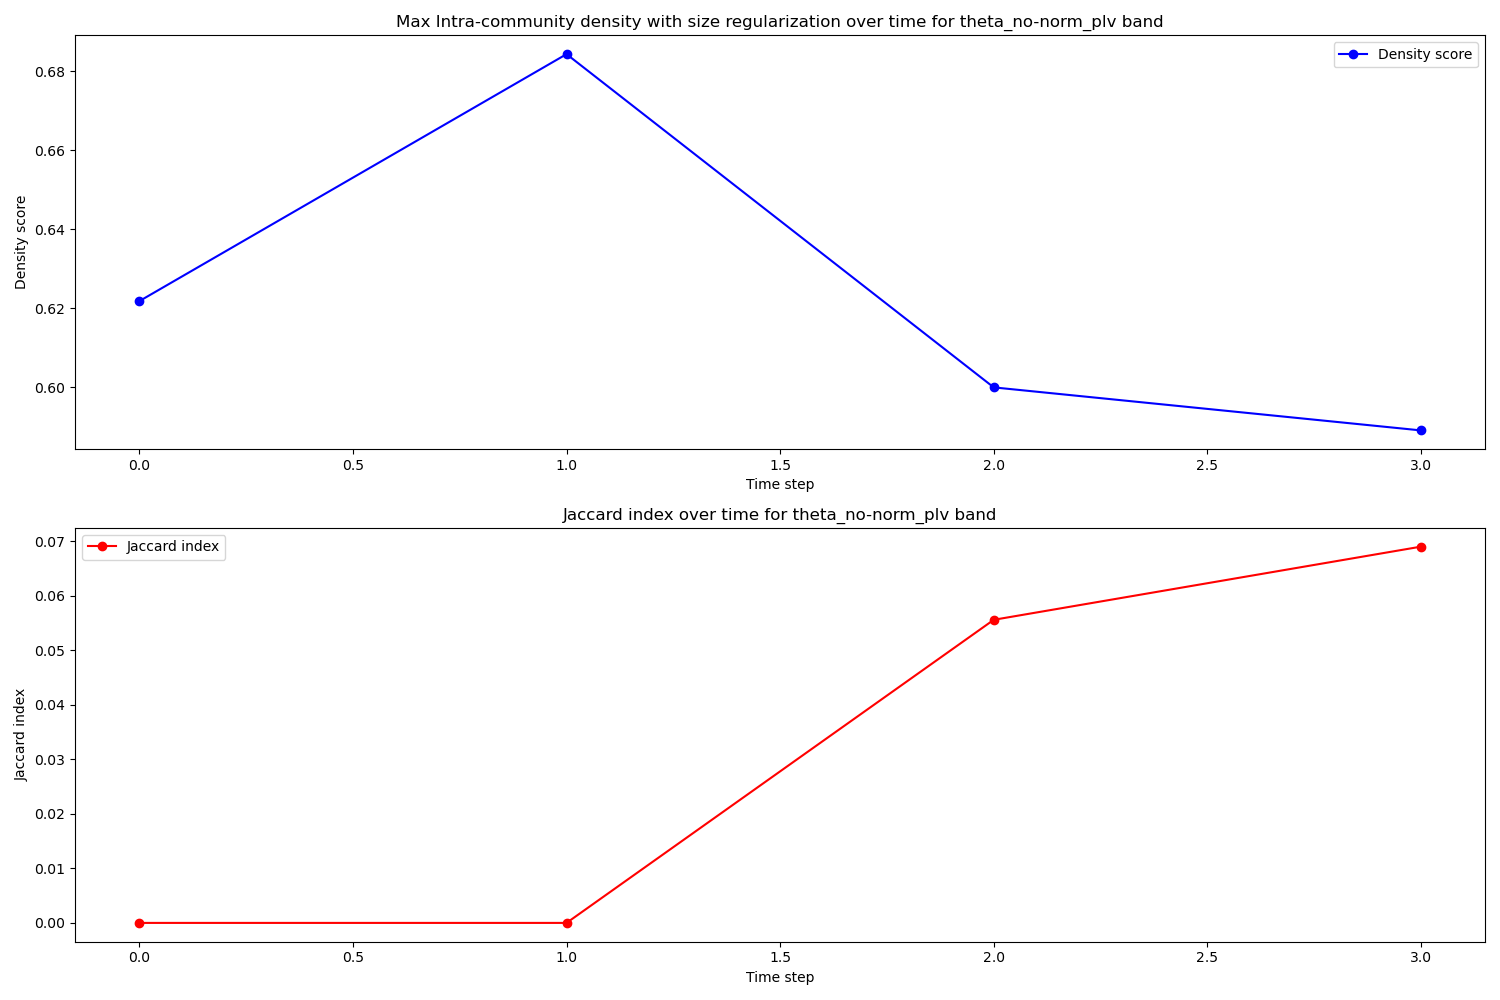 Max Intra-community density with size regularization over time for theta_no-norm_plv band
Density score
0.68
0.66
0.64
0.62
0.60
Density score
0.0 0.5 1.0 1.5 2.0 2.5 3.0
Time step
Jaccard index over time for theta_no-norm_plv band
Jaccard index
0.07
0.06
0.05
0.04
0.03
0.02
0.01
0.00
Jaccard index
0.0 0.5 1.0 1.5 2.0 2.5 3.0
Time step